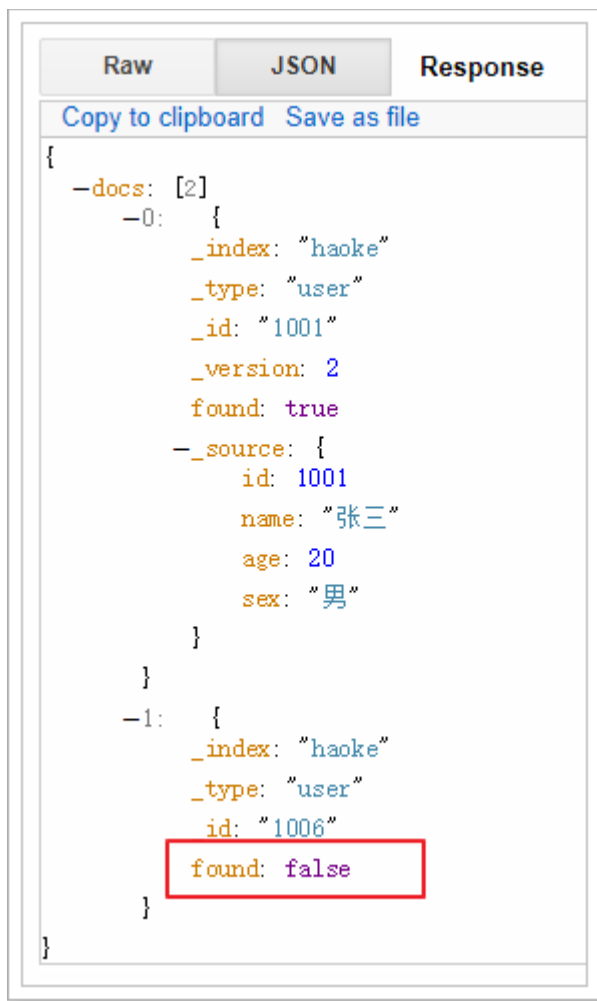 Raw JSON Response
Copy to clipboard Save as file
{
–docs: [2]
–0: {
_index: "haoke"
_type: "user"
_id: "1001"
_version: 2
found: true
–_source: {
id: 1001
name: "张三"
age: 20
sex: "男"
}
}
–1: {
_index: "haoke"
_type: "user"
_id: "1006"
found: false
}
}